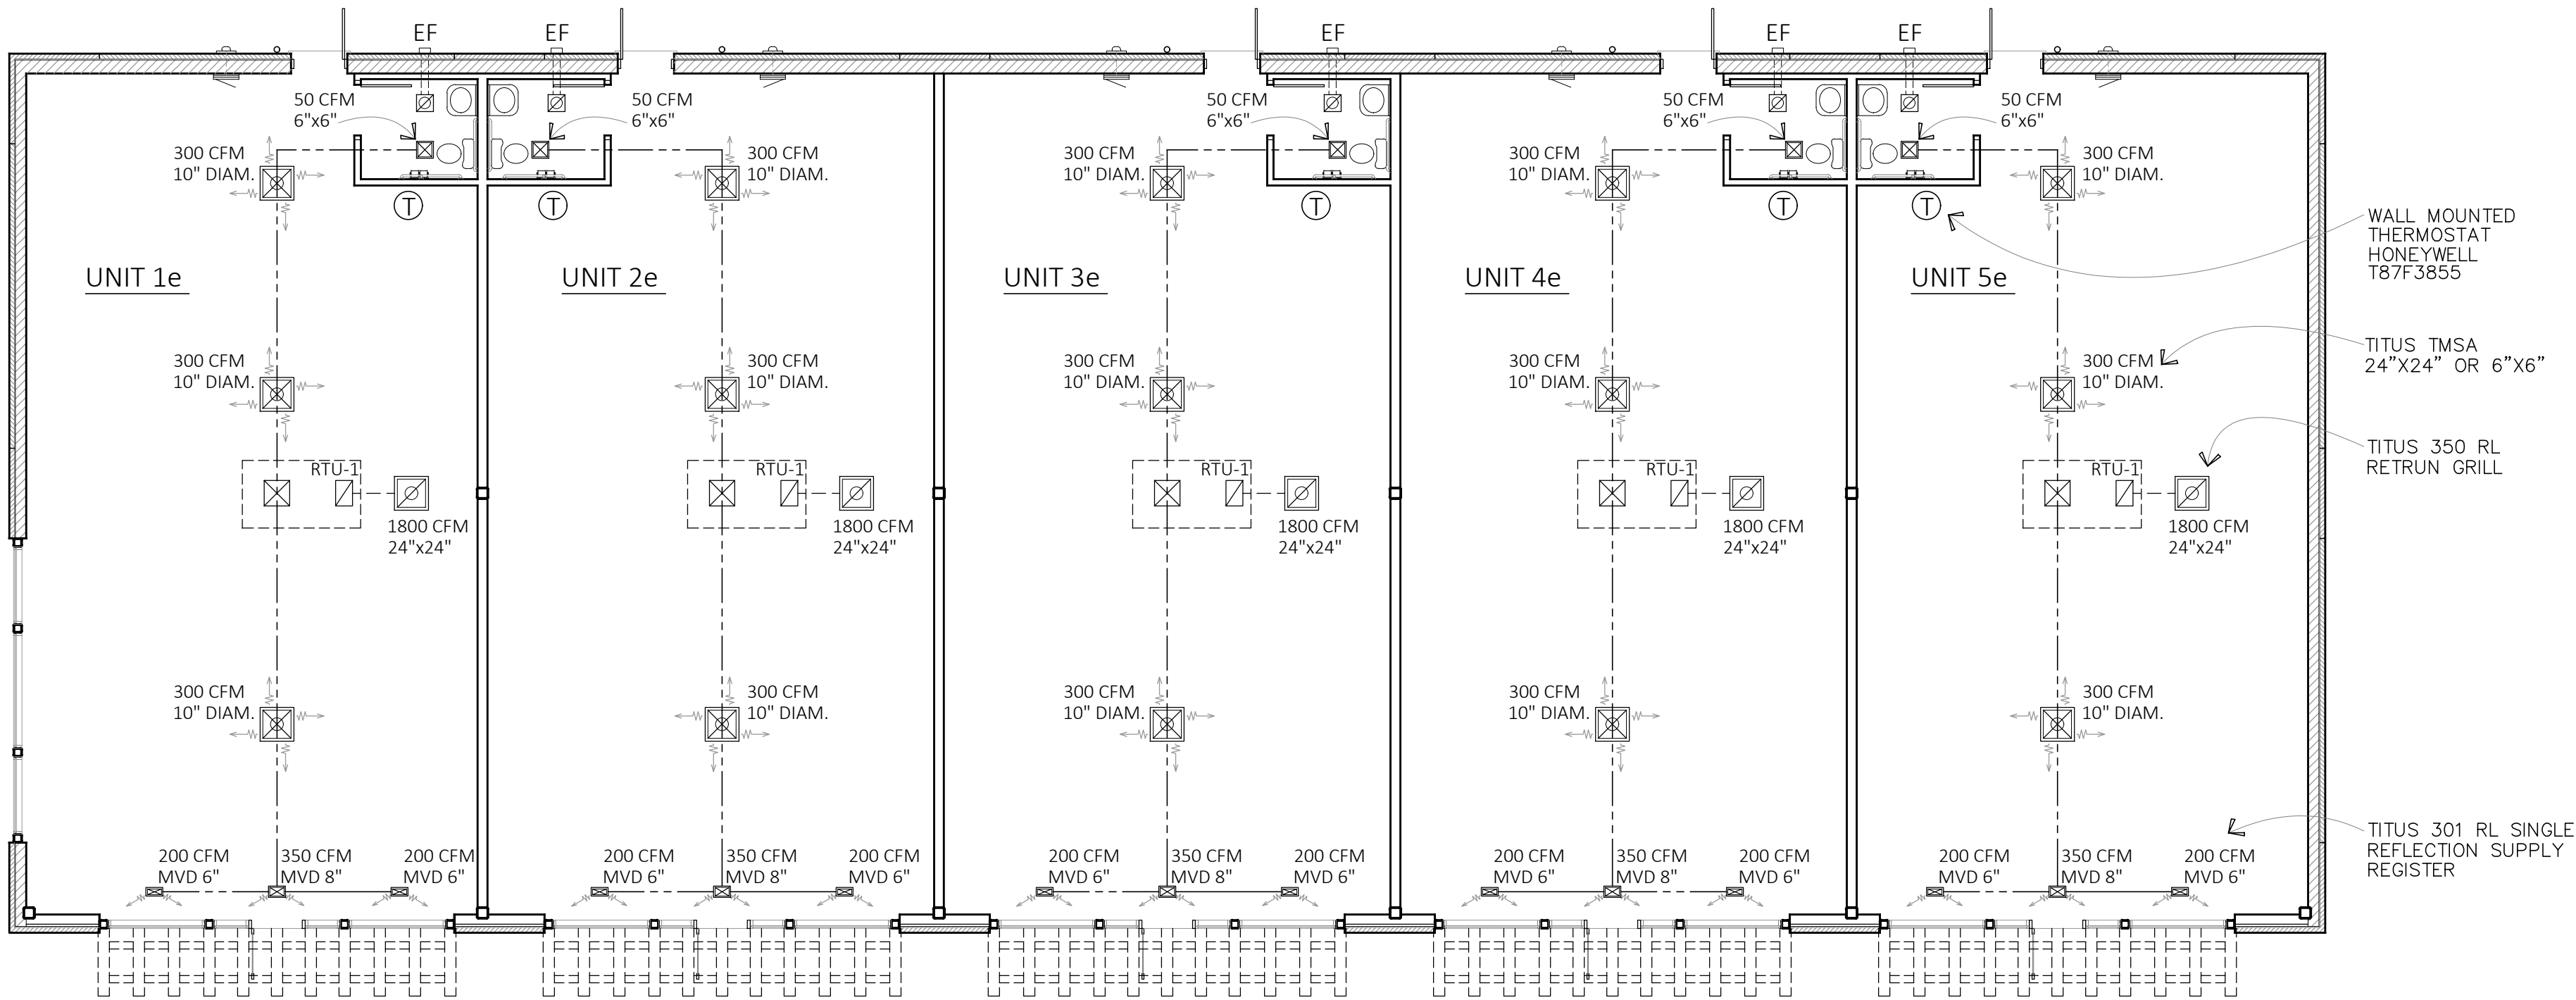 EF
EF
EF
EF
EF
50 CFM
6"x6"
50 CFM
6"x6"
50 CFM
6"x6"
50 CFM
6"x6"
50 CFM
6"x6"
300 CFM
10" DIAM.
300 CFM
10" DIAM.
300 CFM
10" DIAM.
300 CFM
10" DIAM.
300 CFM
10" DIAM.
T
T
T
T
T
WALL MOUNTED
THERMOSTAT
HONEYWELL
T87F3855
UNIT 1e
UNIT 2e
UNIT 3e
UNIT 4e
UNIT 5e
300 CFM
10" DIAM.
300 CFM
10" DIAM.
300 CFM
10" DIAM.
300 CFM
10" DIAM.
300 CFM
10" DIAM.
TITUS TMSA
24"X24" OR 6"X6"
RTU-1
RTU-1
RTU-1
RTU-1
RTU-1
TITUS 350 RL
RETRUN GRILL
1800 CFM
24"x24"
1800 CFM
24"x24"
1800 CFM
24"x24"
1800 CFM
24"x24"
1800 CFM
24"x24"
300 CFM
10" DIAM.
300 CFM
10" DIAM.
300 CFM
10" DIAM.
300 CFM
10" DIAM.
300 CFM
10" DIAM.
200 CFM
MVD 6"
350 CFM
MVD 8"
200 CFM
MVD 6"
200 CFM
MVD 6"
350 CFM
MVD 8"
200 CFM
MVD 6"
200 CFM
MVD 6"
350 CFM
MVD 8"
200 CFM
MVD 6"
200 CFM
MVD 6"
350 CFM
MVD 8"
200 CFM
MVD 6"
200 CFM
MVD 6"
350 CFM
MVD 8"
200 CFM
MVD 6"
TITUS 301 RL SINGLE
REFLECTION SUPPLY
REGISTER